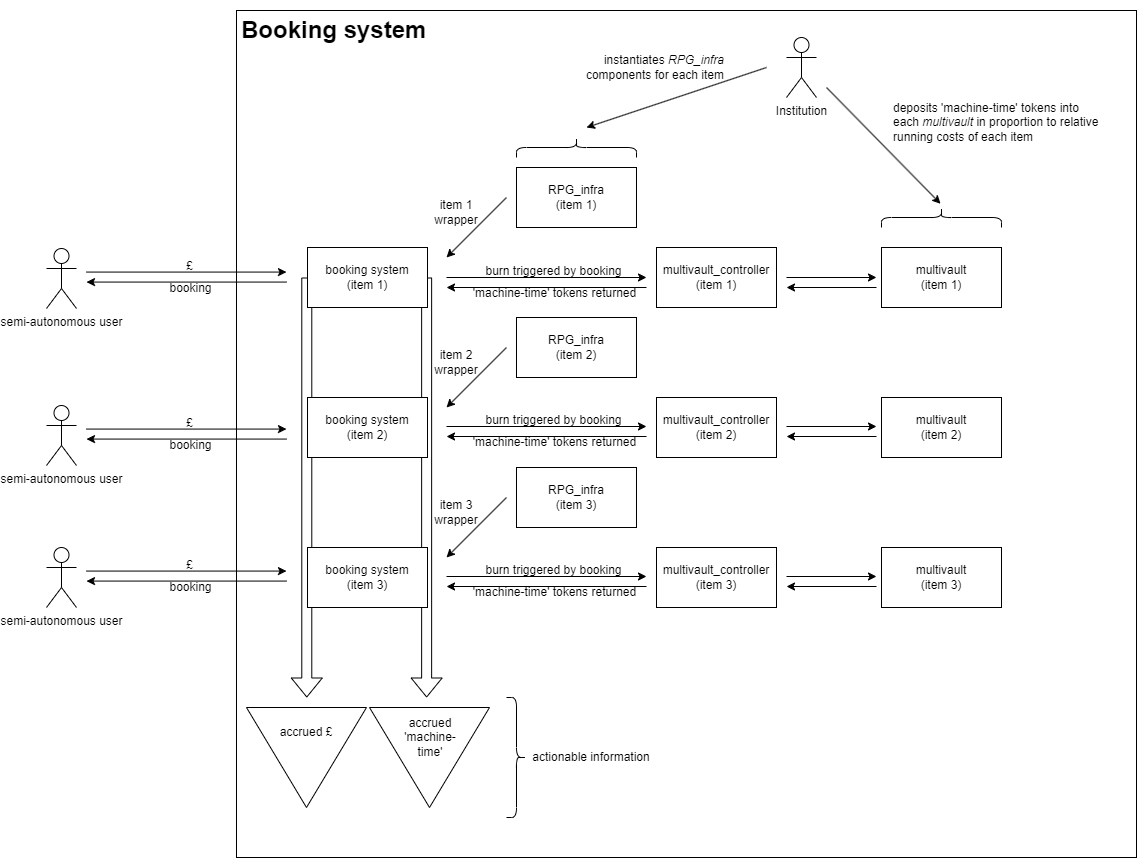 Booking system
instantiates RPG_infra
components for each item
Institution
deposits 'machine-time' tokens into
each multivault in proportion to relative
running costs of each item
RPG_infra
(item 1)
item 1
wrapper
£
booking
semi-autonomous user
booking system
(item 1)
burn triggered by booking
'machine-time' tokens returned
multivault_controller
(item 1)
multivault
(item 1)
RPG_infra
(item 2)
item 2
wrapper
£
booking
semi-autonomous user
booking system
(item 2)
burn triggered by booking
'machine-time' tokens returned
multivault_controller
(item 2)
multivault
(item 2)
RPG_infra
(item 3)
item 3
wrapper
£
booking
semi-autonomous user
booking system
(item 3)
burn triggered by booking
'machine-time' tokens returned
multivault_controller
(item 3)
multivault
(item 3)
accrued £
accrued
'machine-
time'
actionable information